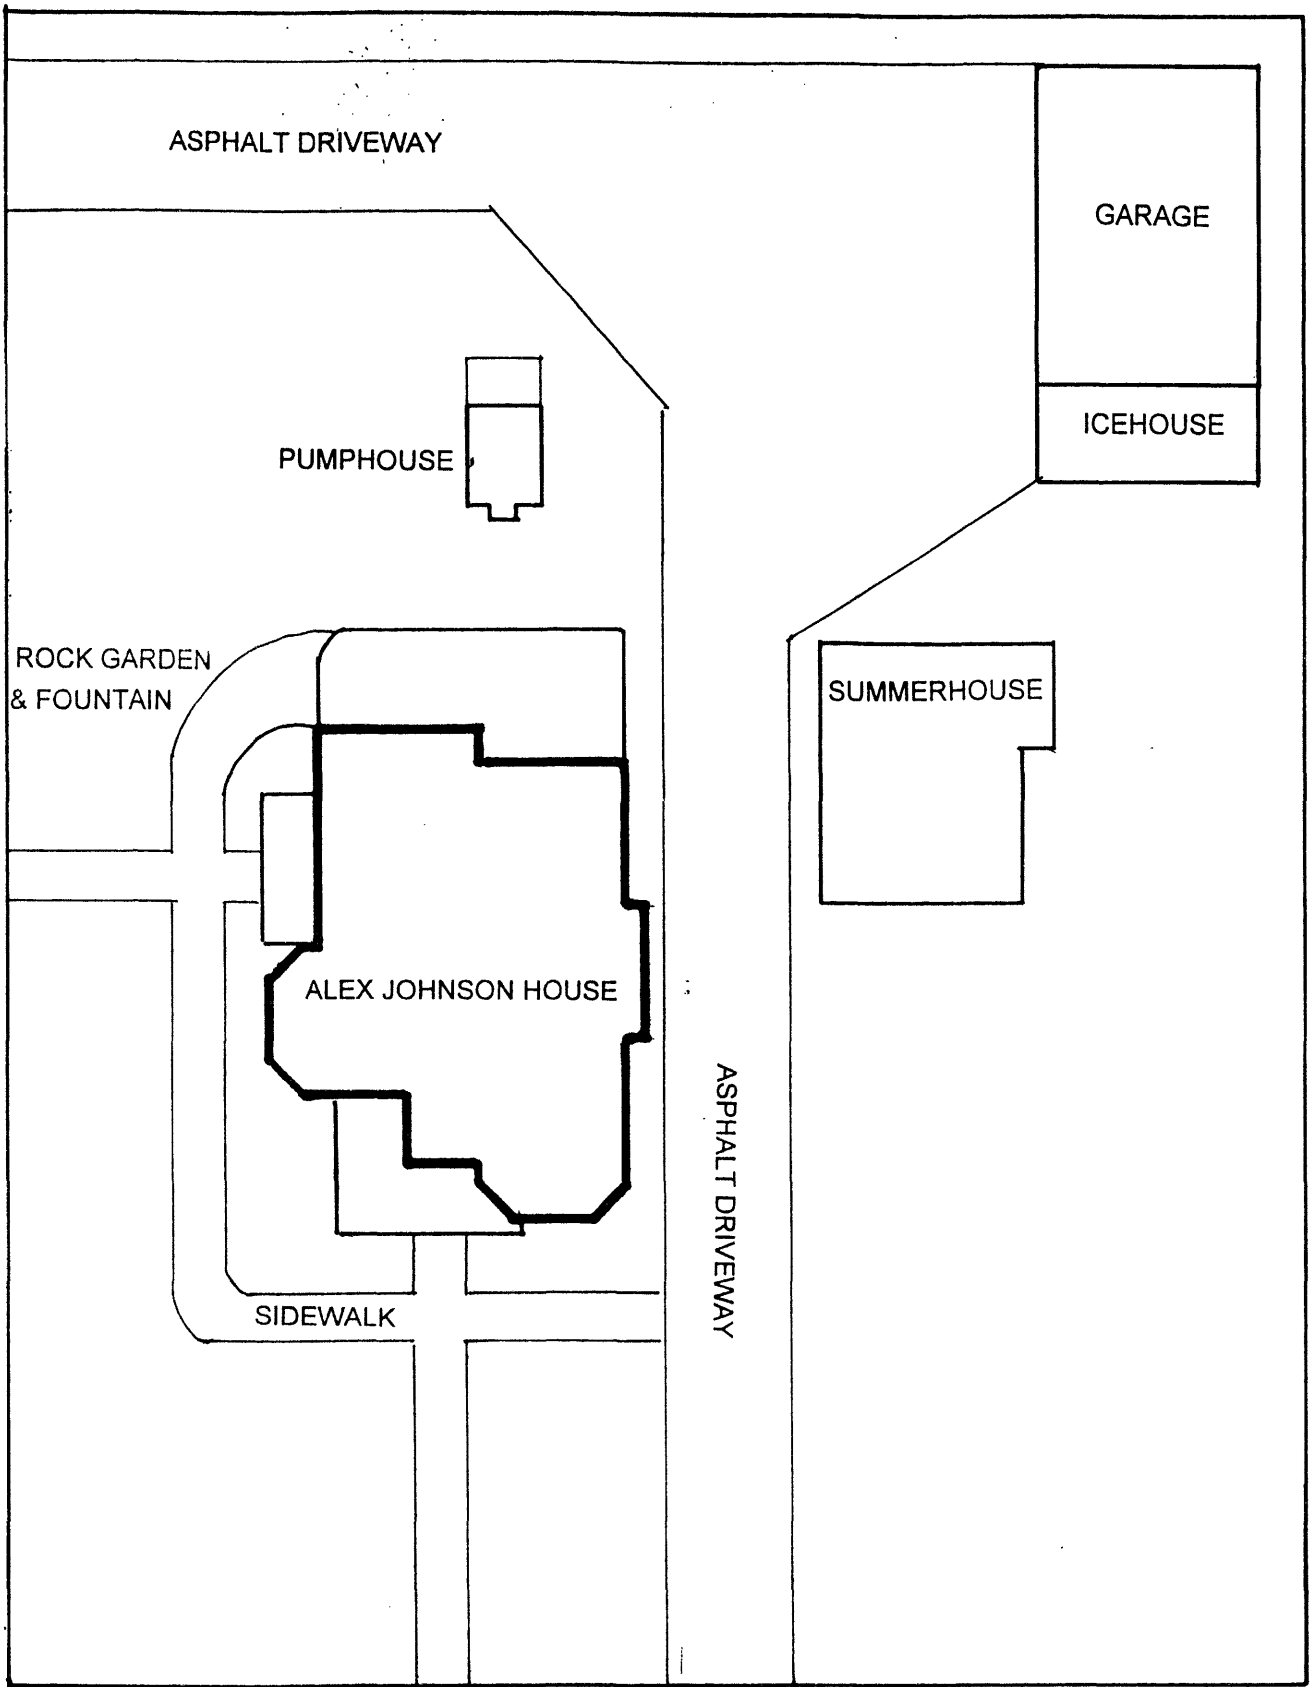 ASPHALT DRIVEWAY
GARAGE
ICEHOUSE
PUMPHOUSE
ROCK GARDEN
& FOUNTAIN
SUMMERHOUSE
ALEX JOHNSON HOUSE
ASPHALT DRIVEWAY
SIDEWALK